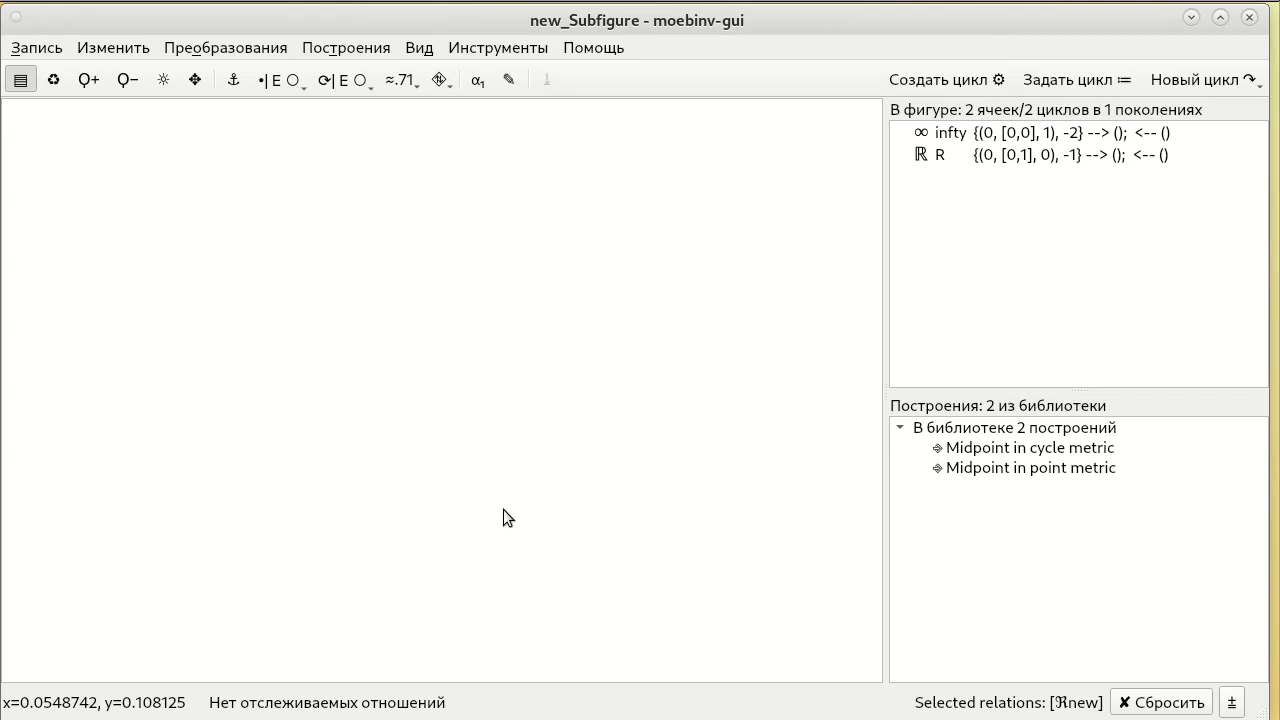 new_Subfigure - moebinv-gui
Запись Изменить Преобразования Построения Вид Инструменты Помощь
•| E ○ ⟳| E ○ ≈.71 α₁ Создать цикл Задать цикл Новый цикл
В фигуре: 2 ячеек/2 циклов в 1 поколениях
∞ infty {(0, [0,0], 1), -2} --> (); <-- ()
ℝ R {(0, [0,1], 0), -1} --> (); <-- ()
Построения: 2 из библиотеки
В библиотеке 2 построений
Midpoint in cycle metric
Midpoint in point metric
x=0.0548742, y=0.108125 Нет отслеживаемых отношений Selected relations: [ℜnew] ✘ Сбросить ±